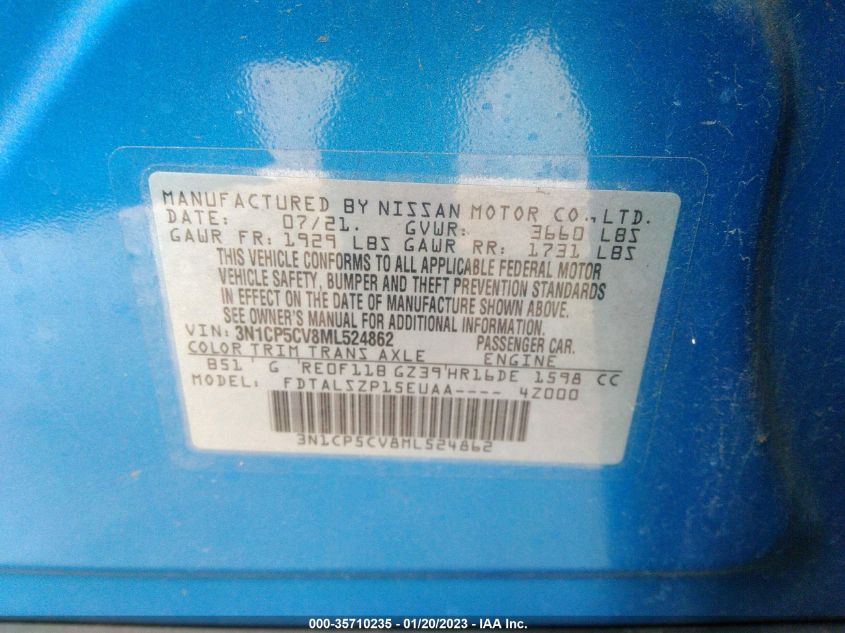 MANUFACTURED BY NISSAN MOTOR CO.,LTD.
DATE: 07/21. GVWR: 3660 LBS
GAWR FR: 1929 LBS GAWR RR: 1731 LBS
THIS VEHICLE CONFORMS TO ALL APPLICABLE FEDERAL MOTOR
VEHICLE SAFETY, BUMPER AND THEFT PREVENTION STANDARDS
IN EFFECT ON THE DATE OF MANUFACTURE SHOWN ABOVE.
SEE OWNER'S MANUAL FOR ADDITIONAL INFORMATION.
VIN: 3N1CP5CV8ML524862 PASSENGER CAR.
COLOR TRIM TRANS AXLE ENGINE
B51 G RE0F11B GZ39 HR16DE 1598 CC
MODEL: FDTALSZP15EUAA---- 4Z000
3N1CP5CV8ML524862
000-35710235 - 01/20/2023 - IAA Inc.